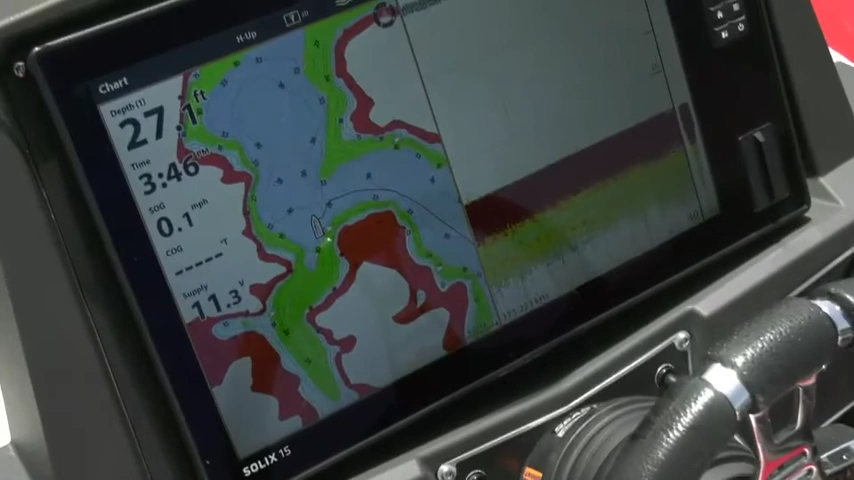 H-Up
Chart
Depth (1)
27.1 ft
Time
3:46 PM
SOG
0.1 mph
COG
----- °T
Supply
11.3 V
SOLIX 15